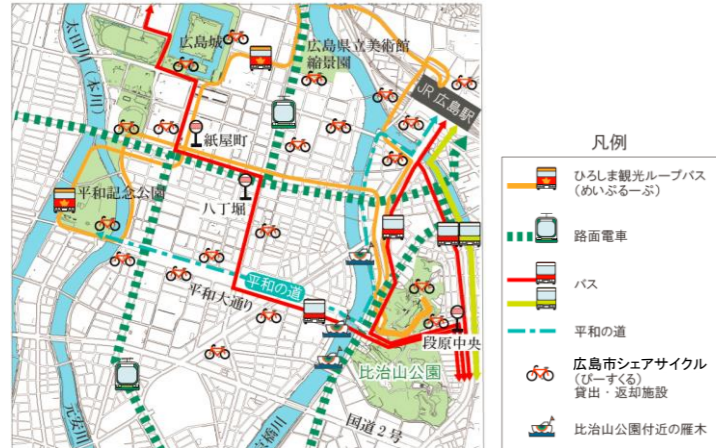 太田川(本川)
広島城
広島県立美術館
縮景園
JR広島駅
紙屋町
平和記念公園
八丁堀
平和の道
平和大通り
段原中央
比治山公園
元安川
京橋川
国道2号
凡例
ひろしま観光ループバス
(めいぷるーぷ)
路面電車
バス
平和の道
広島市シェアサイクル
(ぴーすくる)
貸出・返却施設
比治山公園付近の雁木